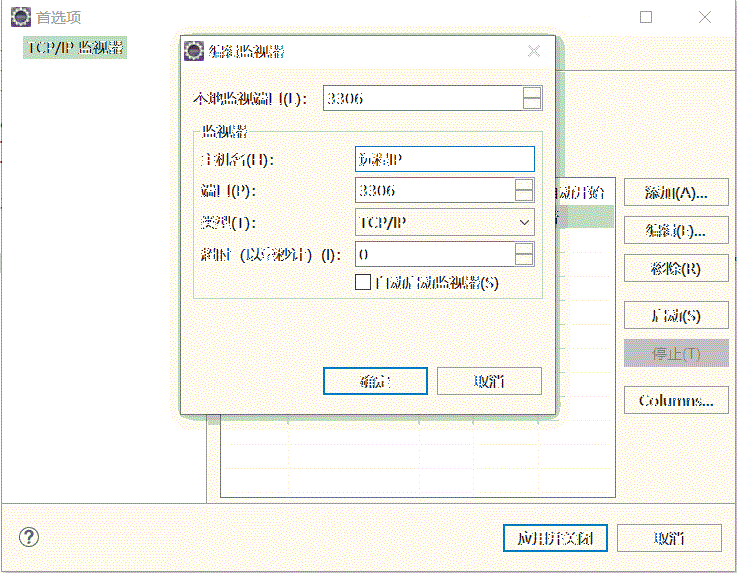 首选项
TCP/IP 监视器
编辑监视器
本地监视端口(L)： 3306
监视器
主机名(H)： 远程IP
端口(P)： 3306
类型(T)： TCP/IP
超时（以毫秒计）(I)： 0
自动启动监视器(S)
确定 取消
自动开始
添加(A)...
编辑(E)...
移除(R)
启动(S)
停止(T)
Columns...
应用并关闭 取消